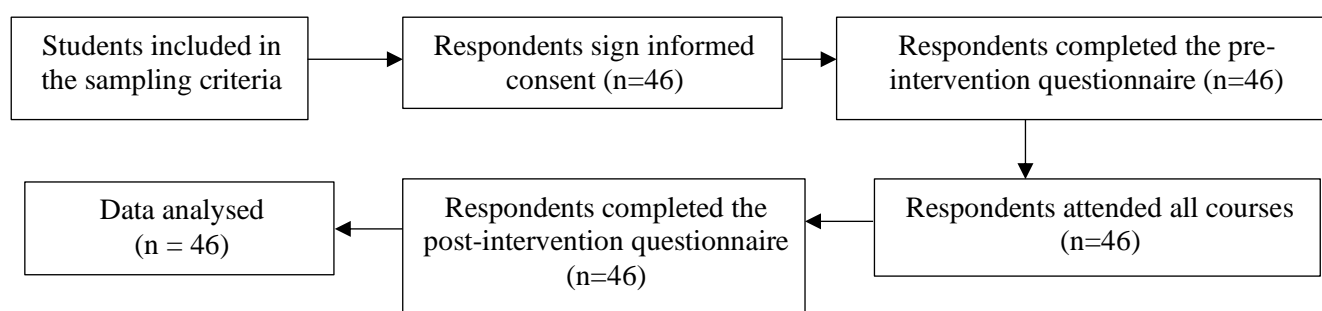 Students included in
the sampling criteria
Respondents sign informed
consent (n=46)
Respondents completed the pre-
intervention questionnaire (n=46)
Respondents attended all courses
(n=46)
Respondents completed the
post-intervention questionnaire
(n=46)
Data analysed
(n = 46)